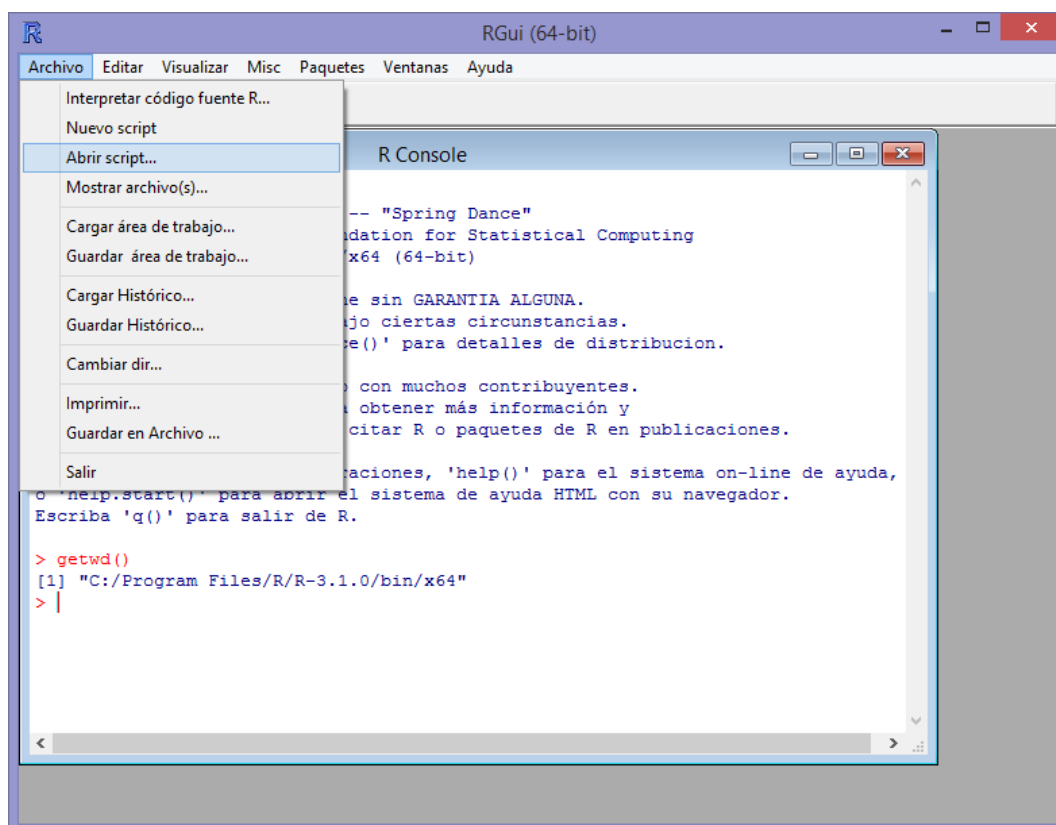 RGui (64-bit)
Archivo Editar Visualizar Misc Paquetes Ventanas Ayuda
Interpretar código fuente R...
Nuevo script
Abrir script...
Mostrar archivo(s)...
Cargar área de trabajo...
Guardar área de trabajo...
Cargar Histórico...
Guardar Histórico...
Cambiar dir...
Imprimir...
Guardar en Archivo ...
Salir
R Console
-- "Spring Dance"
for Statistical Computing
(64-bit)
sin GARANTIA ALGUNA.
ciertas circunstancias.
para detalles de distribucion.
con muchos contribuyentes.
obtener más información y
citar R o paquetes de R en publicaciones.
'help()' para el sistema on-line de ayuda,
o 'help.start()' para abrir el sistema de ayuda HTML con su navegador.
Escriba 'q()' para salir de R.
> getwd()
[1] "C:/Program Files/R/R-3.1.0/bin/x64"
>